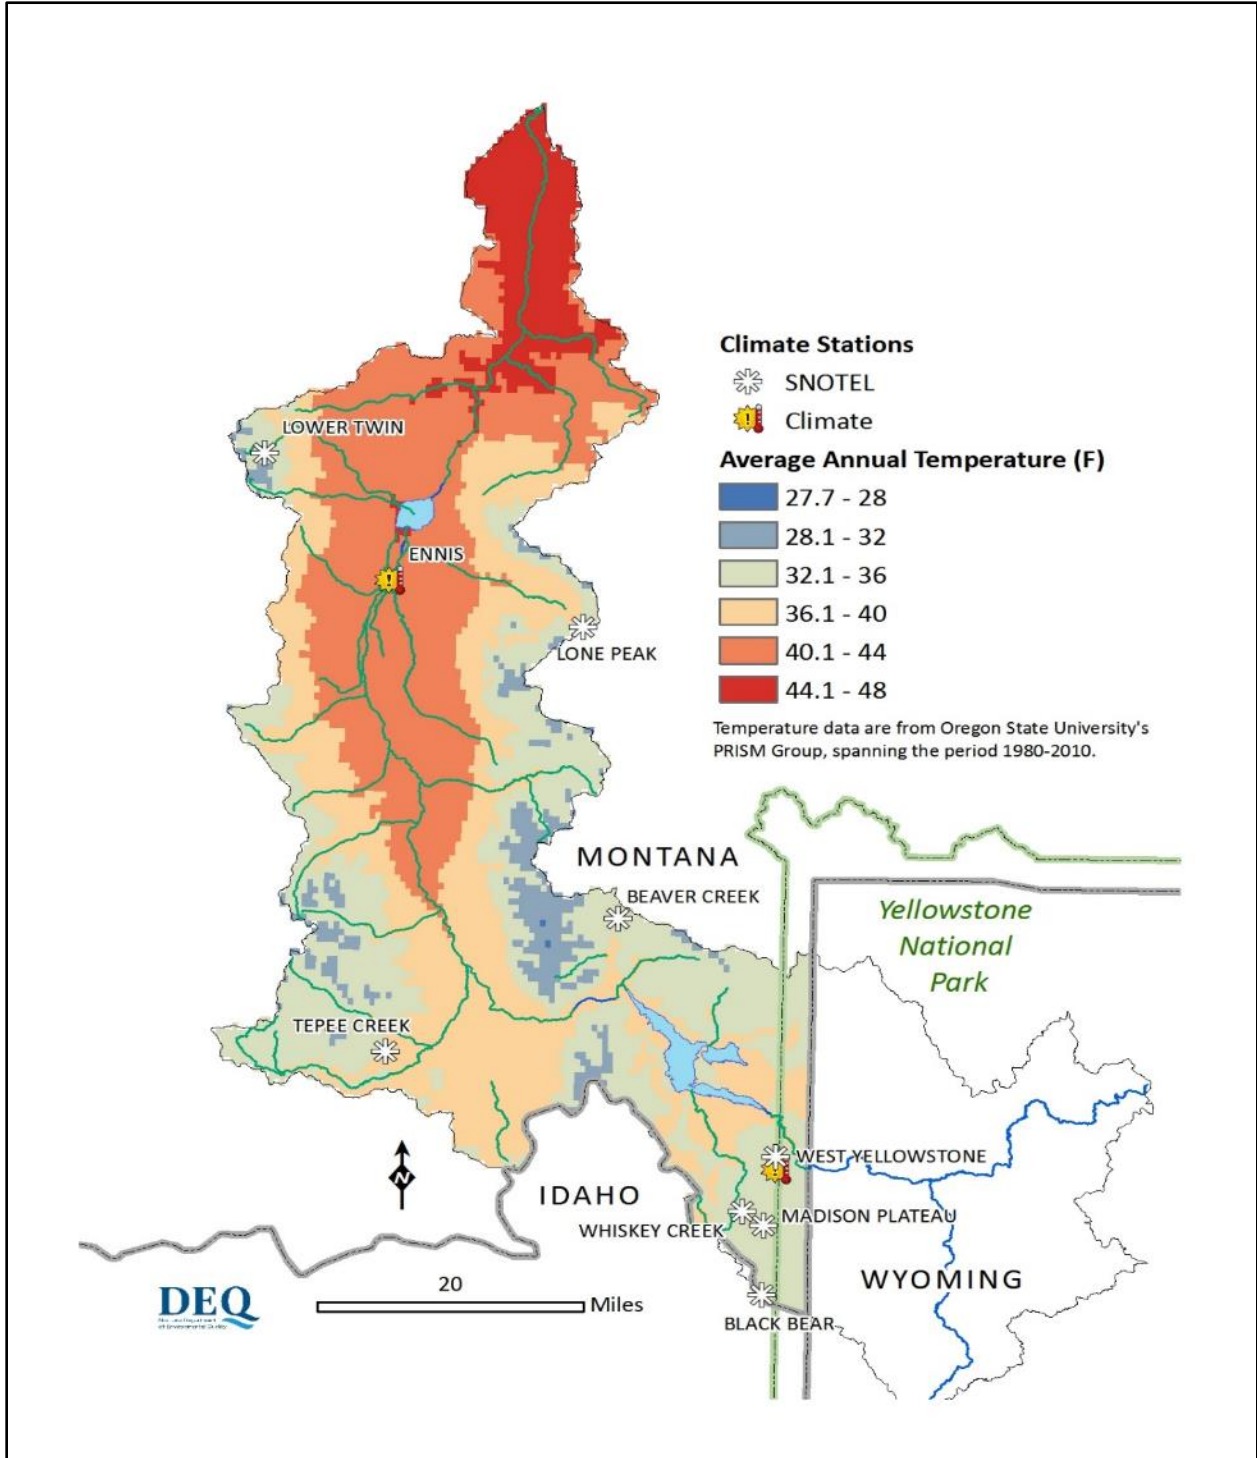 Climate Stations
SNOTEL
Climate
Average Annual Temperature (F)
27.7 - 28
28.1 - 32
32.1 - 36
36.1 - 40
40.1 - 44
44.1 - 48
Temperature data are from Oregon State University's
PRISM Group, spanning the period 1980-2010.
LOWER TWIN
ENNIS
LONE PEAK
MONTANA
BEAVER CREEK
Yellowstone
National
Park
TEPEE CREEK
N
WEST YELLOWSTONE
IDAHO
WHISKEY CREEK
MADISON PLATEAU
WYOMING
BLACK BEAR
20
Miles
DEQ